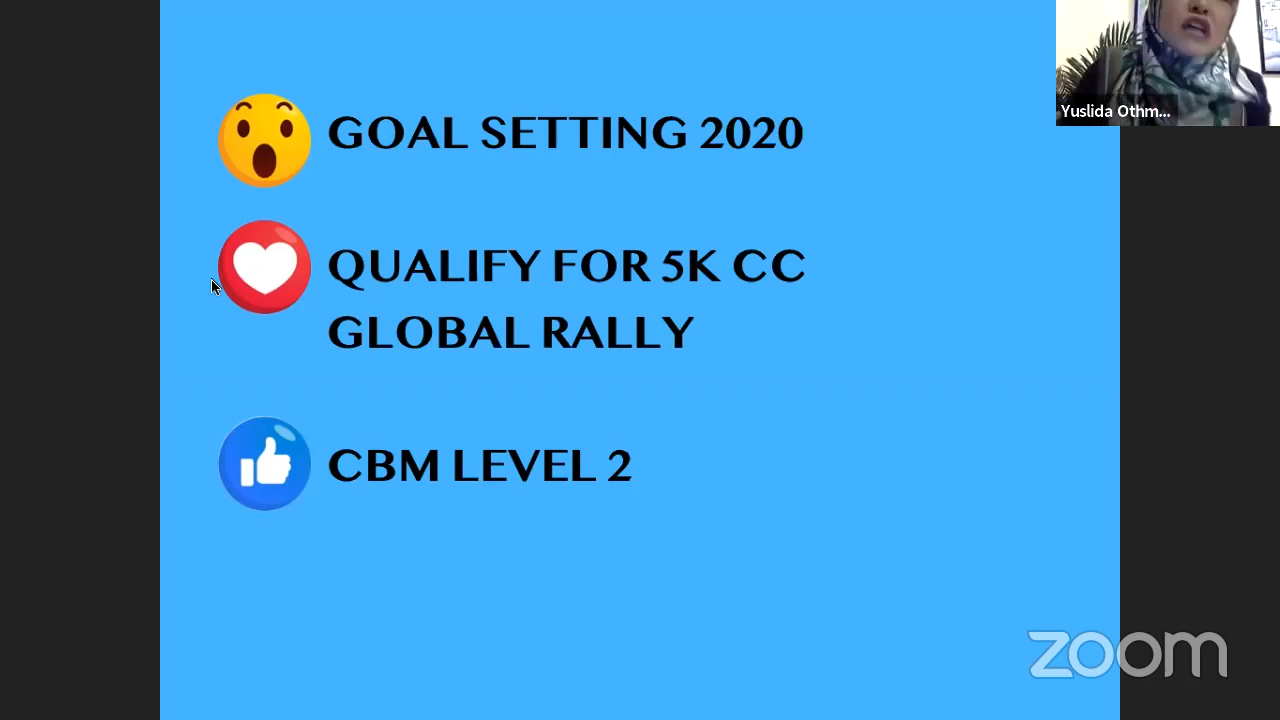 Yuslida Othm...
GOAL SETTING 2020
QUALIFY FOR 5K CC
GLOBAL RALLY
CBM LEVEL 2
zoom